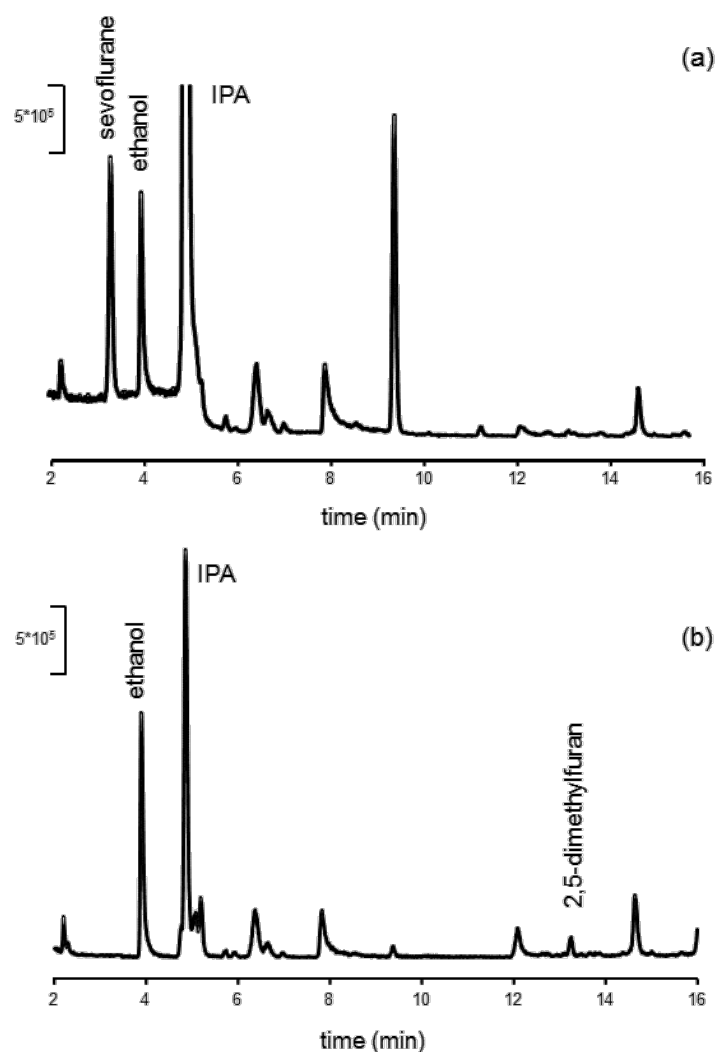 (a)
sevoflurane
ethanol
IPA
5*10⁵
2 4 6 8 10 12 14 16
time (min)
(b)
ethanol
IPA
5*10⁵
2,5-dimethylfuran
2 4 6 8 10 12 14 16
time (min)